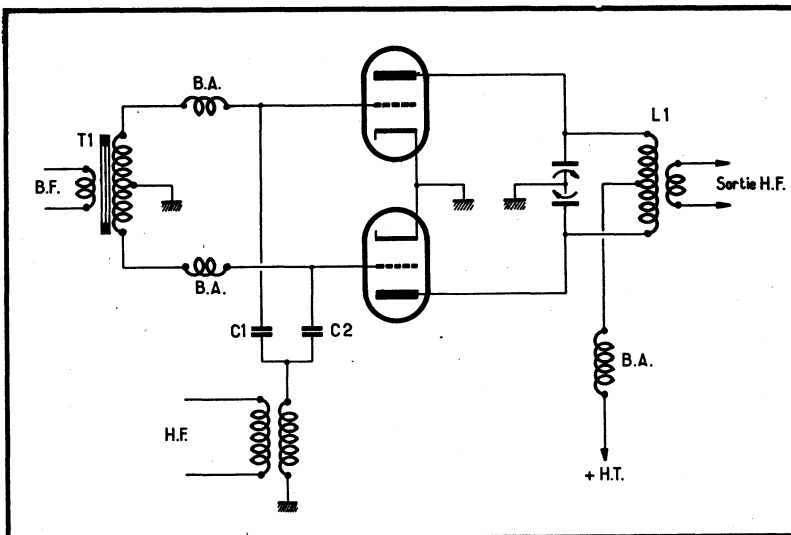 B.A.
T1
L1
B.F.
Sortie H.F.
B.A.
C1
C2
B.A.
H.F.
+ H.T.